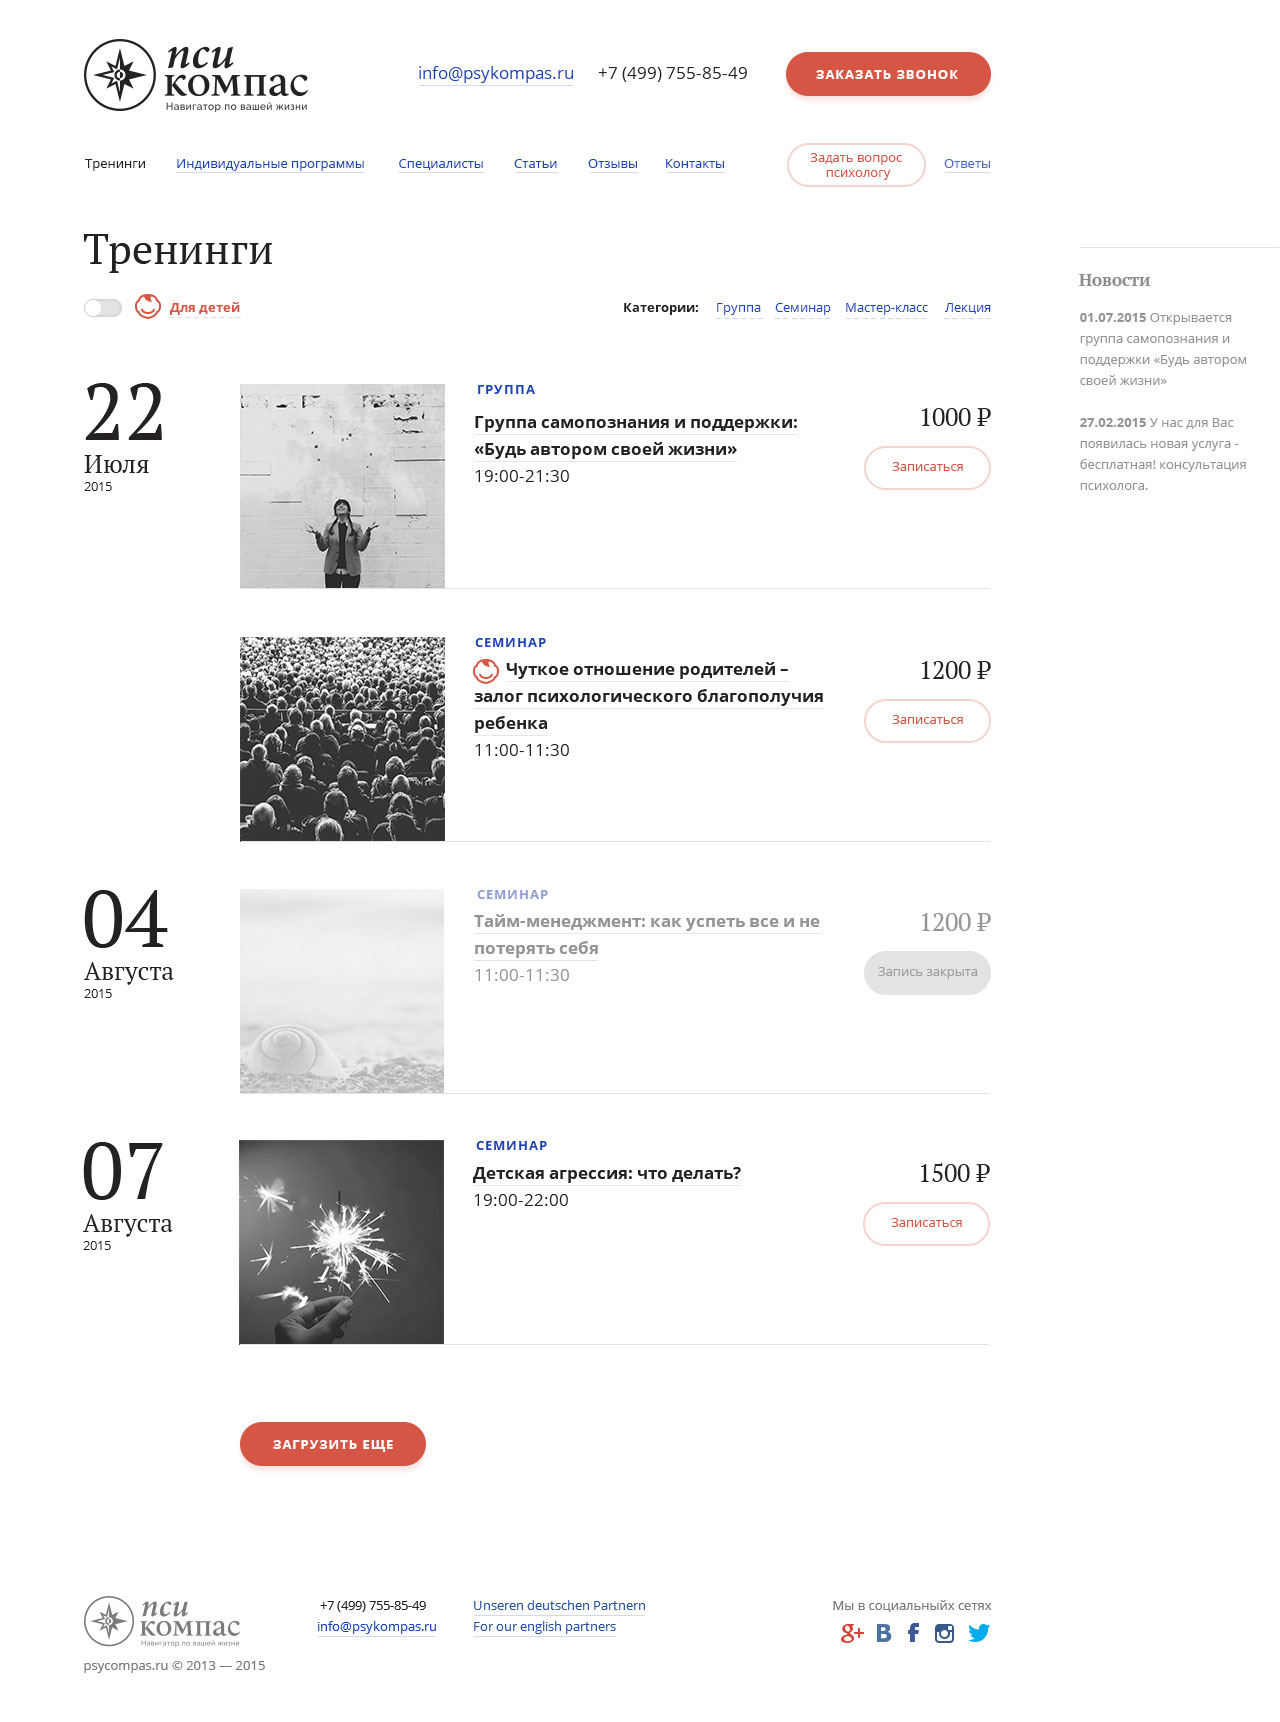 пси
компас
Навигатор по вашей жизни
info@psykompas.ru
+7 (499) 755-85-49
ЗАКАЗАТЬ ЗВОНОК
Тренинги
Индивидуальные программы
Специалисты
Статьи
Отзывы
Контакты
Задать вопрос
психологу
Ответы
Тренинги
Для детей
Категории:
Группа
Семинар
Мастер-класс
Лекция
22
Июля
2015
ГРУППА
Группа самопознания и поддержки:
«Будь автором своей жизни»
19:00-21:30
1000 ₽
Записаться
СЕМИНАР
Чуткое отношение родителей –
залог психологического благополучия
ребенка
11:00-11:30
1200 ₽
Записаться
04
Августа
2015
СЕМИНАР
Тайм-менеджмент: как успеть все и не
потерять себя
11:00-11:30
1200 ₽
Запись закрыта
07
Августа
2015
СЕМИНАР
Детская агрессия: что делать?
19:00-22:00
1500 ₽
Записаться
ЗАГРУЗИТЬ ЕЩЕ
Новости
01.07.2015 Открывается
группа самопознания и
поддержки «Будь автором
своей жизни»
27.02.2015 У нас для Вас
появилась новая услуга -
бесплатная! консультация
психолога.
пси
компас
Навигатор по вашей жизни
psycompas.ru © 2013 — 2015
+7 (499) 755-85-49
info@psykompas.ru
Unseren deutschen Partnern
For our english partners
Мы в социальныйх сетях